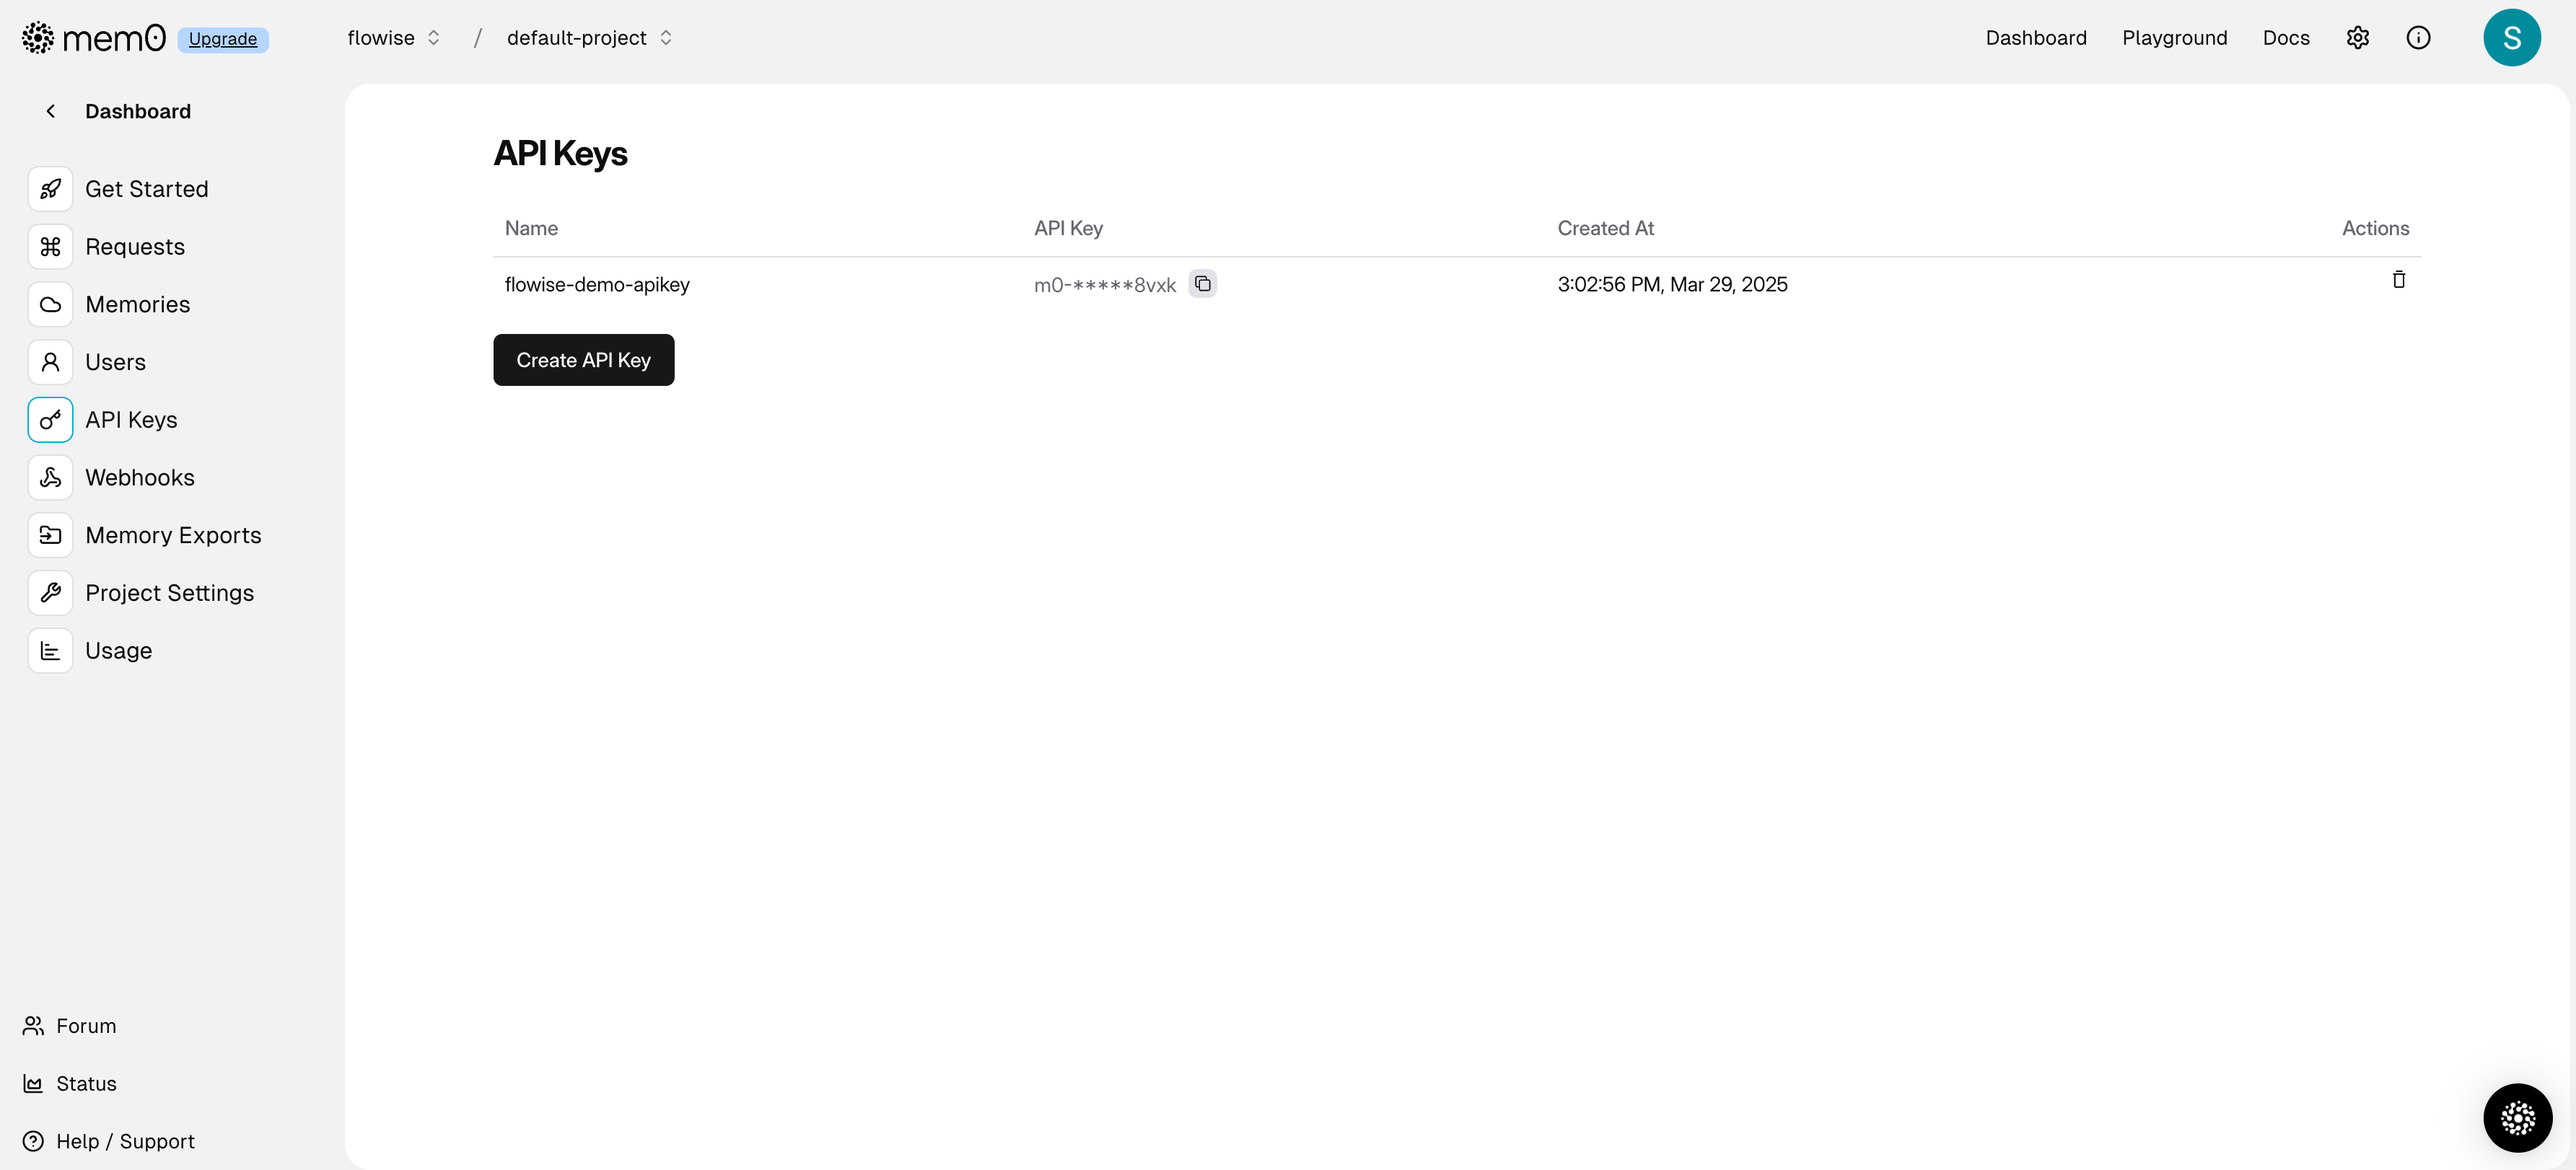 mem0 Upgrade flowise / default-project Dashboard Playground Docs S
Dashboard
Get Started
Requests
Memories
Users
API Keys
Webhooks
Memory Exports
Project Settings
Usage
Forum
Status
Help / Support
API Keys
Name API Key Created At Actions
flowise-demo-apikey m0-*****8vxk 3:02:56 PM, Mar 29, 2025
Create API Key